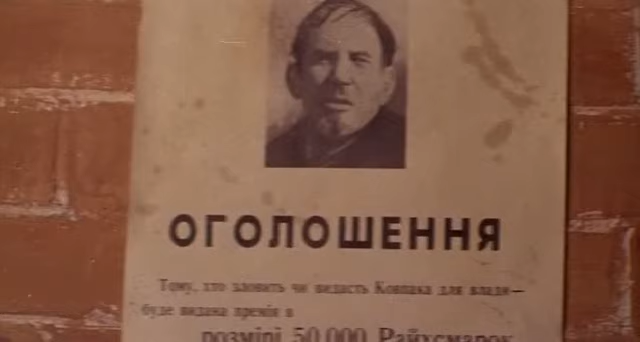 ОГОЛОШЕННЯ
Тому, хто зловить чи видасть Ковпака для влади—
буде видана премія в
розмірі 50.000 Райхсмарок